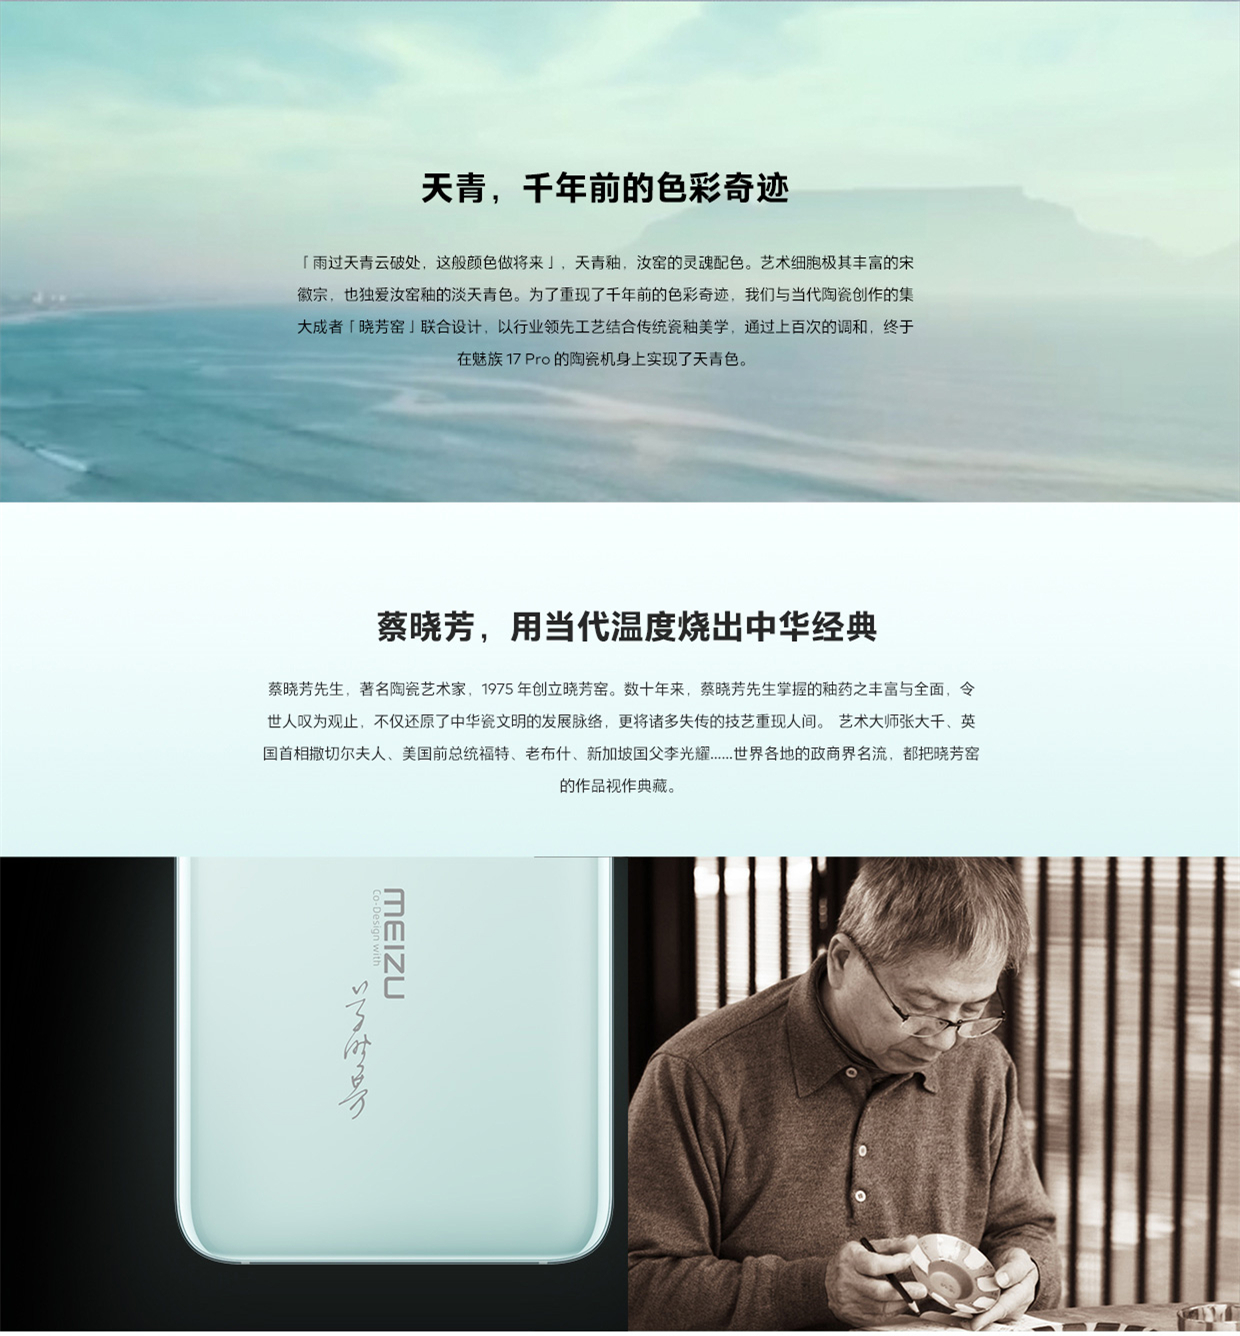 天青，千年前的色彩奇迹
「雨过天青云破处，这般颜色做将来」，天青釉，汝窑的灵魂配色。艺术细胞极其丰富的宋
徽宗，也独爱汝窑釉的淡天青色。为了重现了千年前的色彩奇迹，我们与当代陶瓷创作的集
大成者「晓芳窑」联合设计，以行业领先工艺结合传统瓷釉美学，通过上百次的调和，终于
在魅族 17 Pro 的陶瓷机身上实现了天青色。
蔡晓芳，用当代温度烧出中华经典
蔡晓芳先生，著名陶瓷艺术家，1975 年创立晓芳窑。数十年来，蔡晓芳先生掌握的釉药之丰富与全面，令
世人叹为观止，不仅还原了中华瓷文明的发展脉络，更将诸多失传的技艺重现人间。 艺术大师张大千、英
国首相撒切尔夫人、美国前总统福特、老布什、新加坡国父李光耀......世界各地的政商界名流，都把晓芳窑
的作品视作典藏。
MEIZU
Co-Design with